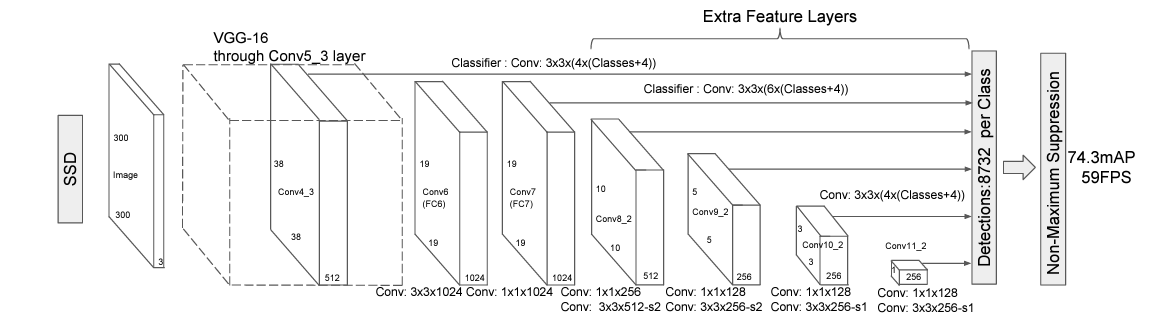 Extra Feature Layers
VGG-16
through Conv5_3 layer
Classifier : Conv: 3x3x(4x(Classes+4))
Classifier : Conv: 3x3x(6x(Classes+4))
SSD
300
Image
300
3
38
Conv4_3
38
512
19
Conv6
(FC6)
19
1024
19
Conv7
(FC7)
19
1024
10
Conv8_2
10
512
5
Conv9_2
5
256
Conv: 3x3x(4x(Classes+4))
3
Conv10_2
3
256
Conv11_2
1
256
Detections:8732 per Class
Non-Maximum Suppression
74.3mAP
59FPS
Conv: 3x3x1024
Conv: 1x1x1024
Conv: 1x1x256
Conv: 3x3x512-s2
Conv: 1x1x128
Conv: 3x3x256-s2
Conv: 1x1x128
Conv: 3x3x256-s1
Conv: 1x1x128
Conv: 3x3x256-s1